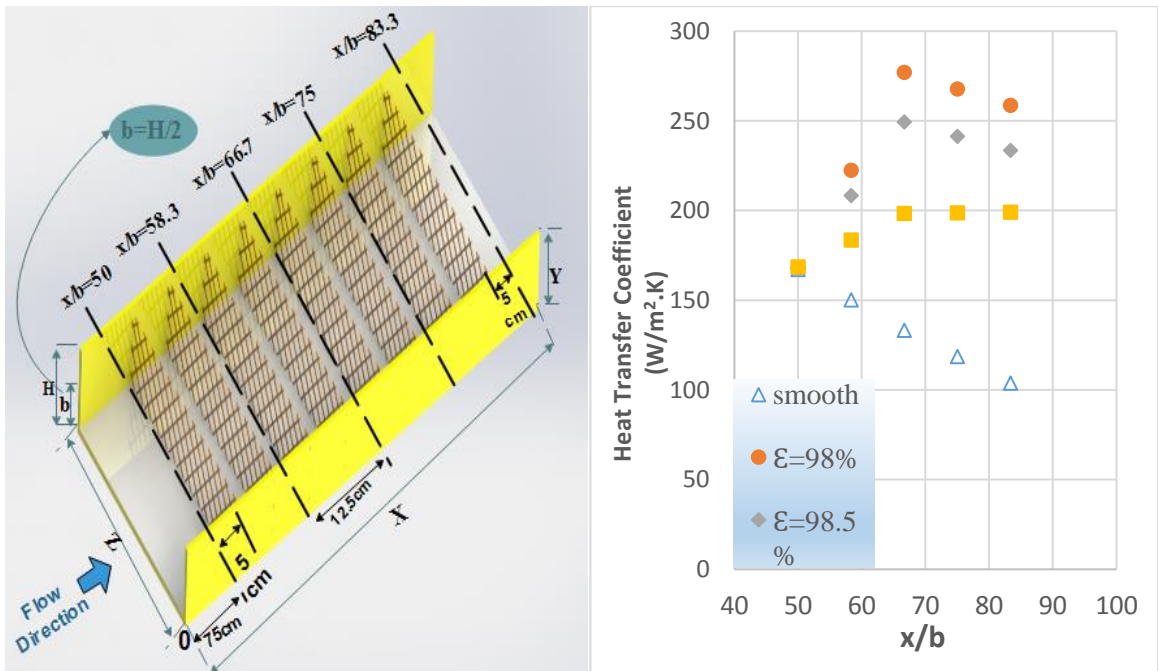 x/b=83.3
x/b=75
x/b=66.7
x/b=58.3
x/b=50
b=H/2
H
b
Y
5
cm
12.5cm
X
5
cm
75cm
0
Z
Flow
Direction
Heat Transfer Coefficient
(W/m².K)
300
250
200
150
100
50
0
smooth
Ɛ=98%
Ɛ=98.5
%
40
50
60
70
80
90
100
x/b